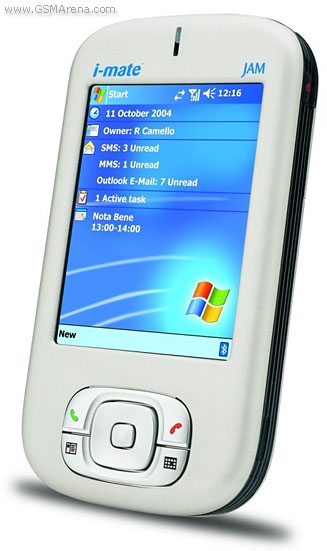 www.GSMArena.com
i-mate™ JAM
Start 12:16
11 October 2004
Owner: R Camello
SMS: 3 Unread
MMS: 1 Unread
Outlook E-Mail: 7 Unread
1 Active task
Nota Bene
13:00-14:00
New